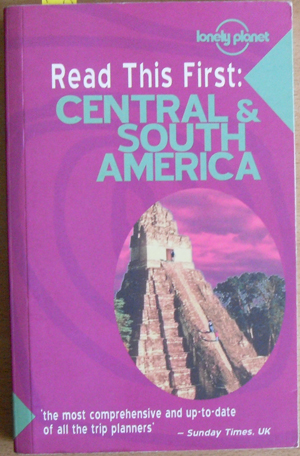 lonely planet
Read This First:
CENTRAL &
SOUTH
AMERICA
'the most comprehensive and up-to-date
of all the trip planners'
– Sunday Times, UK